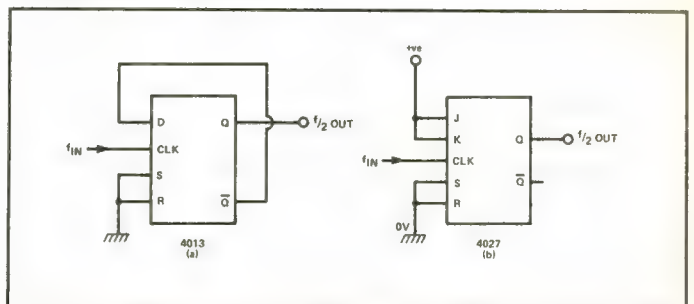 D
Q
f/2 OUT
fIN
CLK
S
R
Q̅
4013
(a)
+ve
J
K
Q
f/2 OUT
fIN
CLK
S
Q̅
R
0V
4027
(b)